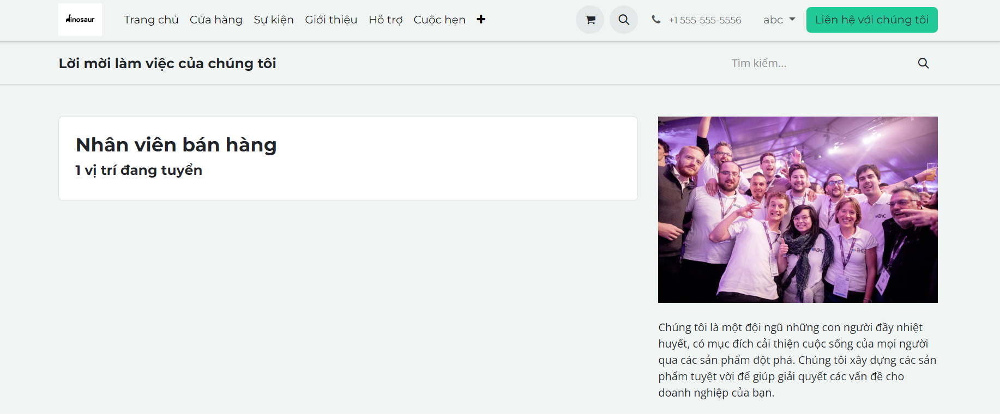 dinosaur
Trang chủ Cửa hàng Sự kiện Giới thiệu Hỗ trợ Cuộc hẹn
+1 555-555-5556 abc Liên hệ với chúng tôi
Lời mời làm việc của chúng tôi
Tìm kiếm...
Nhân viên bán hàng
1 vị trí đang tuyển
BHC
BHC
BHC
Chúng tôi là một đội ngũ những con người đầy nhiệt
huyết, có mục đích cải thiện cuộc sống của mọi người
qua các sản phẩm đột phá. Chúng tôi xây dựng các sản
phẩm tuyệt vời để giúp giải quyết các vấn đề cho
doanh nghiệp của bạn.